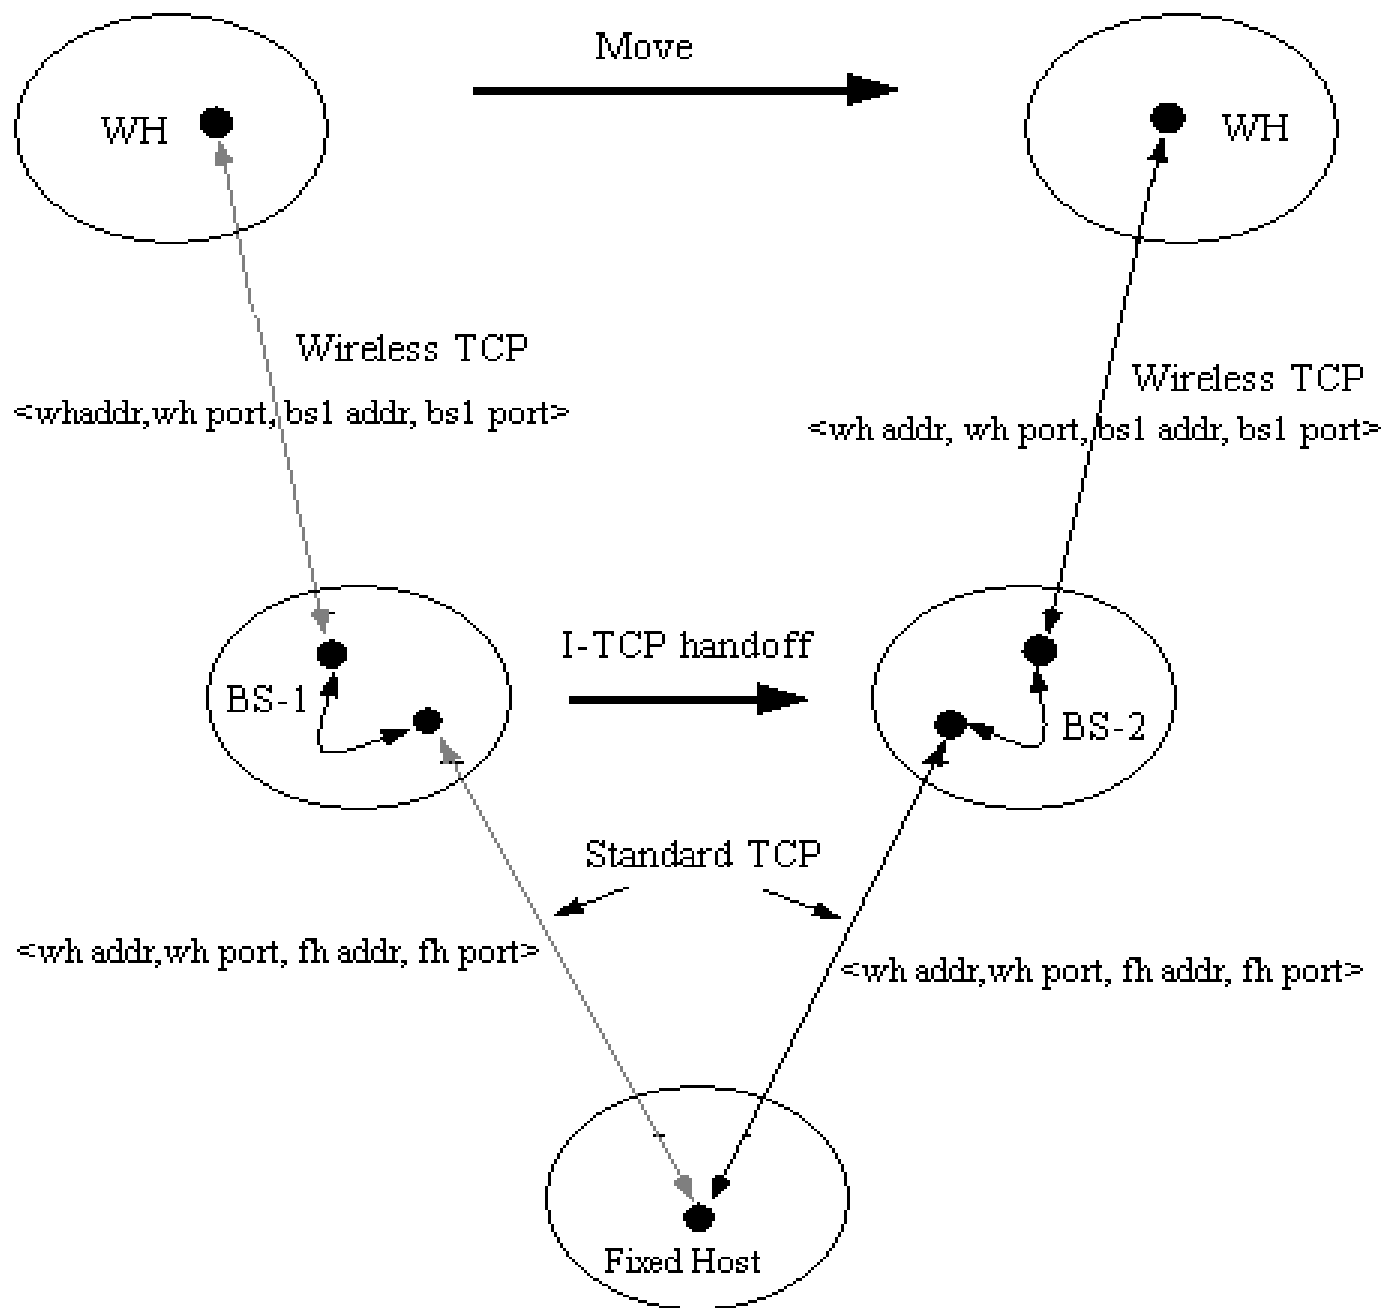 Move
WH
WH
Wireless TCP
<whaddr,wh port, bs1 addr, bs1 port>
Wireless TCP
<wh addr, wh port, bs1 addr, bs1 port>
I-TCP handoff
BS-1
BS-2
Standard TCP
<wh addr,wh port, fh addr, fh port>
<wh addr,wh port, fh addr, fh port>
Fixed Host